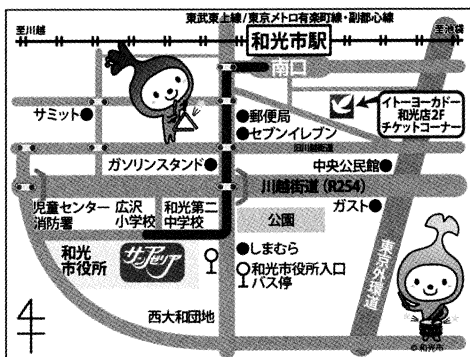 東武東上線/東京メトロ有楽町線・副都心線
至川越
和光市駅
至池袋
南口
サミット
郵便局
セブンイレブン
イトーヨーカドー
和光店2F
チケットコーナー
旧川越街道
ガソリンスタンド
中央公民館
川越街道(R254)
ガスト
児童センター
消防署
広沢
小学校
和光第二
中学校
公園
東京外環道
和光
市役所
サンアゼリア
しまむら
和光市役所入口
バス停
西大和団地
©和光市